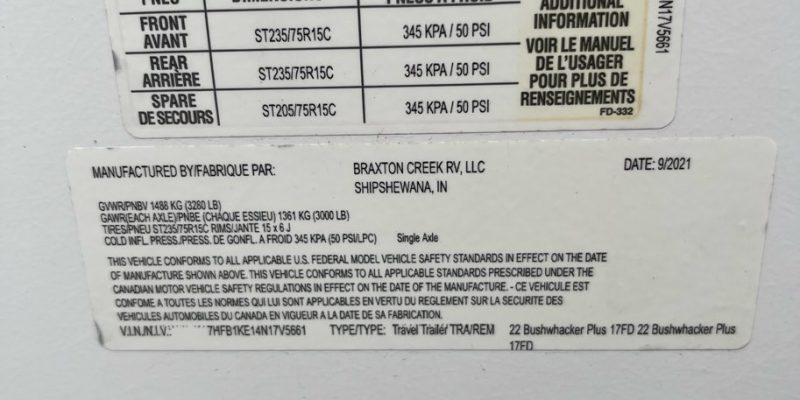 PNEU DIMENSIONS PNEUS À FROID
ADDITIONAL
INFORMATION
FRONT
AVANT ST235/75R15C 345 KPA / 50 PSI
REAR
ARRIÈRE ST235/75R15C 345 KPA / 50 PSI
SPARE
DE SECOURS ST205/75R15C 345 KPA / 50 PSI
VOIR LE MANUEL
DE L'USAGER
POUR PLUS DE
RENSEIGNEMENTS
FD-332
N17V5661
MANUFACTURED BY/FABRIQUE PAR: BRAXTON CREEK RV, LLC DATE: 9/2021
SHIPSHEWANA, IN
GVWR/PNBV 1488 KG (3280 LB)
GAWR(EACH AXLE)/PNBE (CHAQUE ESSIEU) 1361 KG (3000 LB)
TIRES/PNEU ST235/75R15C RIMS/JANTE 15 x 6 J
COLD INFL. PRESS./PRESS. DE GONFL. A FROID 345 KPA (50 PSI/LPC) Single Axle
THIS VEHICLE CONFORMS TO ALL APPLICABLE U.S. FEDERAL MODEL VEHICLE SAFETY STANDARDS IN EFFECT ON THE DATE
OF MANUFACTURE SHOWN ABOVE. THIS VEHICLE CONFORMS TO ALL APPLICABLE STANDARDS PRESCRIBED UNDER THE
CANADIAN MOTOR VEHICLE SAFETY REGULATIONS IN EFFECT ON THE DATE OF THE MANUFACTURE. - CE VEHICULE EST
CONFOME A TOUTES LES NORMES QUI LUI SONT APPLICABLES EN VERTU DU REGLEMENT SUR LA SECURITE DES
VEHICULES AUTOMOBILES DU CANADA EN VIGUEUR A LA DATE DE SA FABRICATION.
V.I.N./N.I.V.: 7HFB1KE14N17V5661 TYPE/TYPE: Travel Trailer TRA/REM 22 Bushwhacker Plus 17FD 22 Bushwhacker Plus
17FD